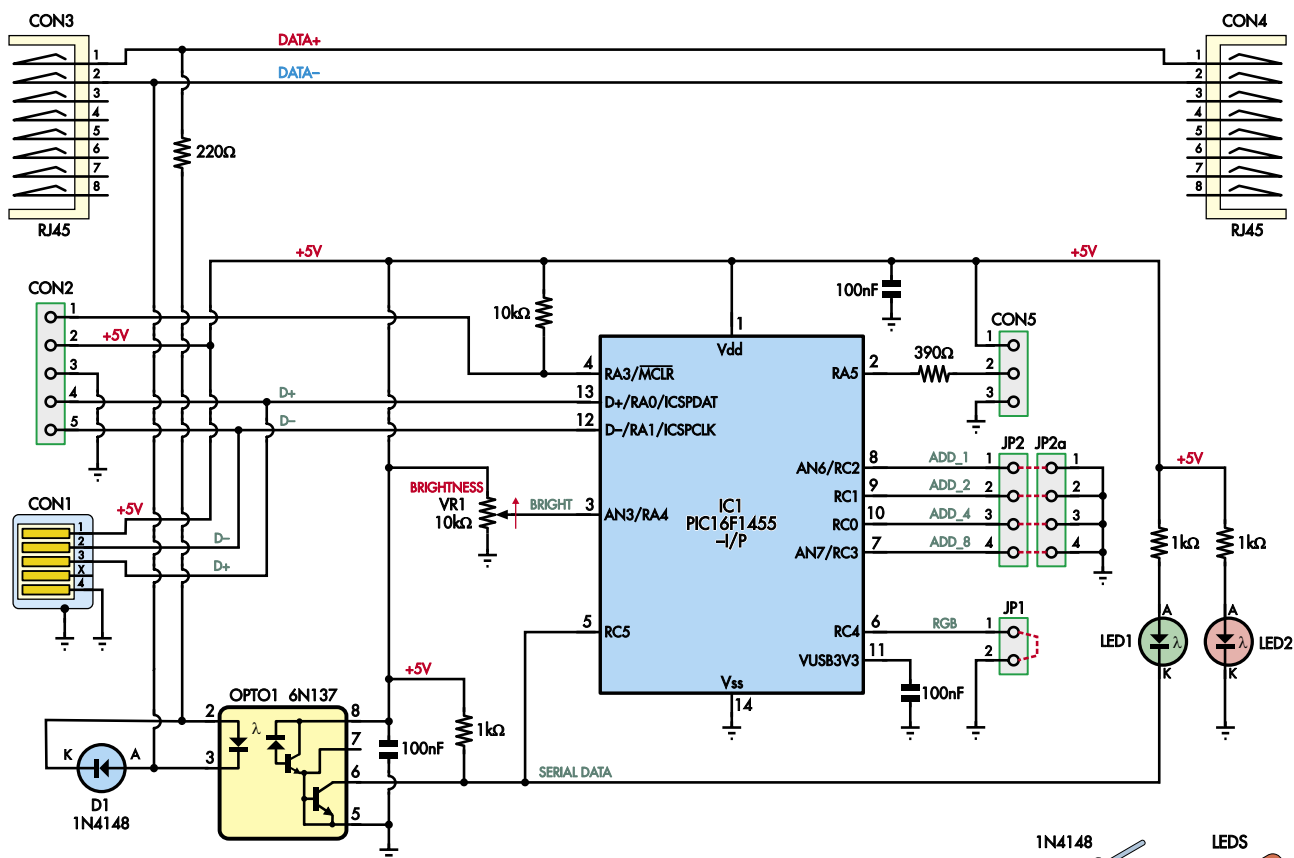 CON3
CON4
DATA+
DATA–
1
2
3
4
5
6
7
8
RJ45
1
2
3
4
5
6
7
8
RJ45
220Ω
+5V
+5V
CON2
1
2
3
4
5
+5V
D+
D–
10kΩ
100nF
1
Vdd
4
RA3/MCLR
13
D+/RA0/ICSPDAT
12
D–/RA1/ICSPCLK
2
RA5
390Ω
CON5
1
2
3
BRIGHTNESS
VR1
10kΩ
BRIGHT
3
AN3/RA4
IC1
PIC16F1455
–I/P
AN6/RC2
8
ADD_1
RC1
9
ADD_2
RC0
10
ADD_4
AN7/RC3
7
ADD_8
JP2
JP2a
1
2
3
4
1
2
3
4
+5V
1kΩ
1kΩ
CON1
1
2
3
X
4
+5V
D–
D+
5
RC5
RC4
6
RGB
VUSB3V3
11
JP1
1
2
100nF
Vss
14
LED1
A
λ
K
LED2
A
λ
K
+5V
OPTO1 6N137
2
3
λ
8
7
6
5
100nF
1kΩ
SERIAL DATA
K
A
D1
1N4148
1N4148
LEDS